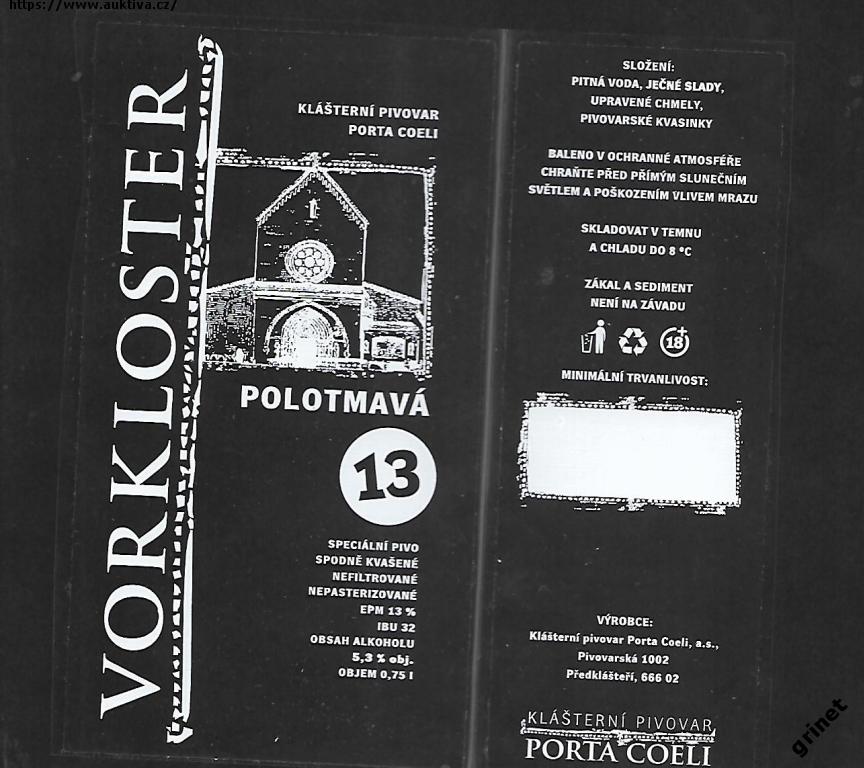 https://www.auktiva.cz/
VORKLOSTER
KLÁŠTERNÍ PIVOVAR
PORTA COELI
POLOTMAVÁ
13
SPECIÁLNÍ PIVO
SPODNĚ KVAŠENÉ
NEFILTROVANÉ
NEPASTERIZOVANÉ
EPM 13 %
IBU 32
OBSAH ALKOHOLU
5,3 % obj.
OBJEM 0,75 l
SLOŽENÍ:
PITNÁ VODA, JEČNÉ SLADY,
UPRAVENÉ CHMELY,
PIVOVARSKÉ KVASINKY
BALENO V OCHRANNÉ ATMOSFÉŘE
CHRAŇTE PŘED PŘÍMÝM SLUNEČNÍM
SVĚTLEM A POŠKOZENÍM VLIVEM MRAZU
SKLADOVAT V TEMNU
A CHLADU DO 8 °C
ZÁKAL A SEDIMENT
NENÍ NA ZÁVADU
18+
MINIMÁLNÍ TRVANLIVOST:
VÝROBCE:
Klášterní pivovar Porta Coeli, a.s.,
Pivovarská 1002
Předklášteří, 666 02
KLÁŠTERNÍ PIVOVAR
PORTA COELI
grinet